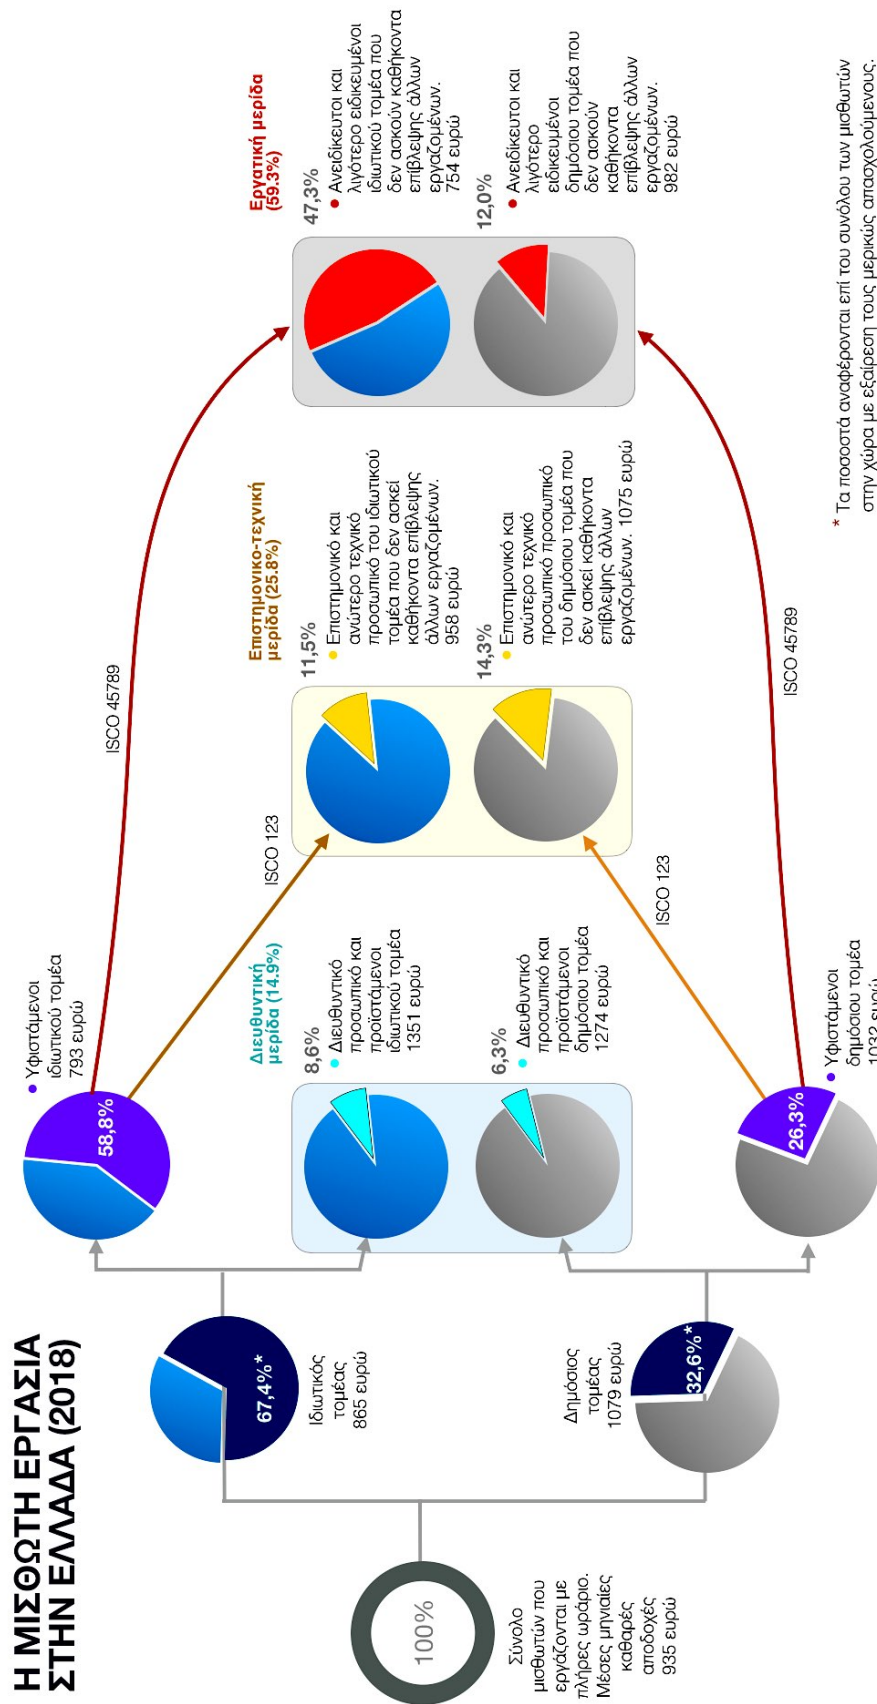 Η ΜΙΣΘΩΤΗ ΕΡΓΑΣΙΑ
ΣΤΗΝ ΕΛΛΑΔΑ (2018)
100%
Σύνολο
μισθωτών που
εργάζονται με
πλήρες ωράριο.
Μέσες μηνιαίες
καθαρές
αποδοχές
935 ευρώ
67,4%*
Ιδιωτικός
τομέας
865 ευρώ
32,6%*
Δημόσιος
τομέας
1079 ευρώ
58,8%
Υφιστάμενοι
ιδιωτικού τομέα
793 ευρώ
26,3%
Υφιστάμενοι
δημόσιου τομέα
1032 ευρώ
Διευθυντική
μερίδα (14.9%)
8,6%
Διευθυντικό
προσωπικό και
προϊστάμενοι
ιδιωτικού τομέα
1351 ευρώ
6,3%
Διευθυντικό
προσωπικό και
προϊστάμενοι
δημόσιου τομέα
1274 ευρώ
ISCO 45789
ISCO 123
ISCO 123
ISCO 45789
Επιστημονικο-τεχνική
μερίδα (25.8%)
11,5%
Επιστημονικό και
ανώτερο τεχνικό
προσωπικό του ιδιωτικού
τομέα που δεν ασκεί
καθήκοντα επίβλεψης
άλλων εργαζομένων.
958 ευρώ
14,3%
Επιστημονικό και
ανώτερο τεχνικό
προσωπικό προσωπικό
του δημόσιου τομέα που
δεν ασκεί καθήκοντα
επίβλεψης άλλων
εργαζομένων. 1075 ευρώ
Εργατική μερίδα
(59.3%)
47,3%
Ανειδίκευτοι και
λιγότερο ειδικευμένοι
ιδιωτικού τομέα που
δεν ασκούν καθήκοντα
επίβλεψης άλλων
εργαζομένων.
754 ευρώ
12,0%
Ανειδίκευτοι και
λιγότερο
ειδικευμένοι
δημόσιου τομέα που
δεν ασκούν
καθήκοντα
επίβλεψης άλλων
εργαζομένων.
982 ευρώ
* Τα ποσοστά αναφέρονται επί του συνόλου των μισθωτών
στην χώρα με εξαίρεση τους μερικώς απασχολούμενους.